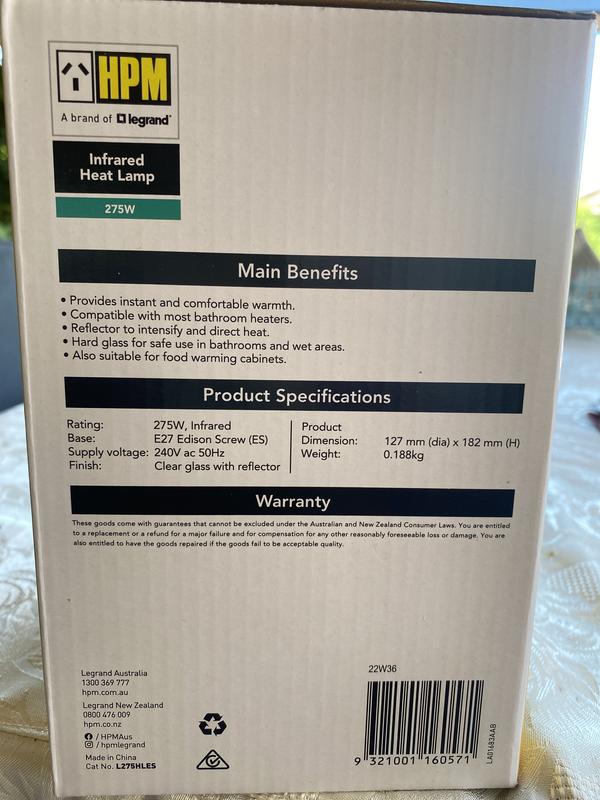 HPM
A brand of legrand®
Infrared
Heat Lamp
275W
Main Benefits
• Provides instant and comfortable warmth.
• Compatible with most bathroom heaters.
• Reflector to intensify and direct heat.
• Hard glass for safe use in bathrooms and wet areas.
• Also suitable for food warming cabinets.
Product Specifications
Rating: 275W, Infrared
Base: E27 Edison Screw (ES)
Supply voltage: 240V ac 50Hz
Finish: Clear glass with reflector
Product
Dimension: 127 mm (dia) x 182 mm (H)
Weight: 0.188kg
Warranty
These goods come with guarantees that cannot be excluded under the Australian and New Zealand Consumer Laws. You are entitled
to a replacement or a refund for a major failure and for compensation for any other reasonably foreseeable loss or damage. You are
also entitled to have the goods repaired if the goods fail to be acceptable quality.
Legrand Australia
1300 369 777
hpm.com.au
Legrand New Zealand
0800 476 009
hpm.co.nz
/ HPMAus
/ hpmlegrand
Made in China
Cat No. L275HLES
22W36
9 321001 160571
LA01683AAB